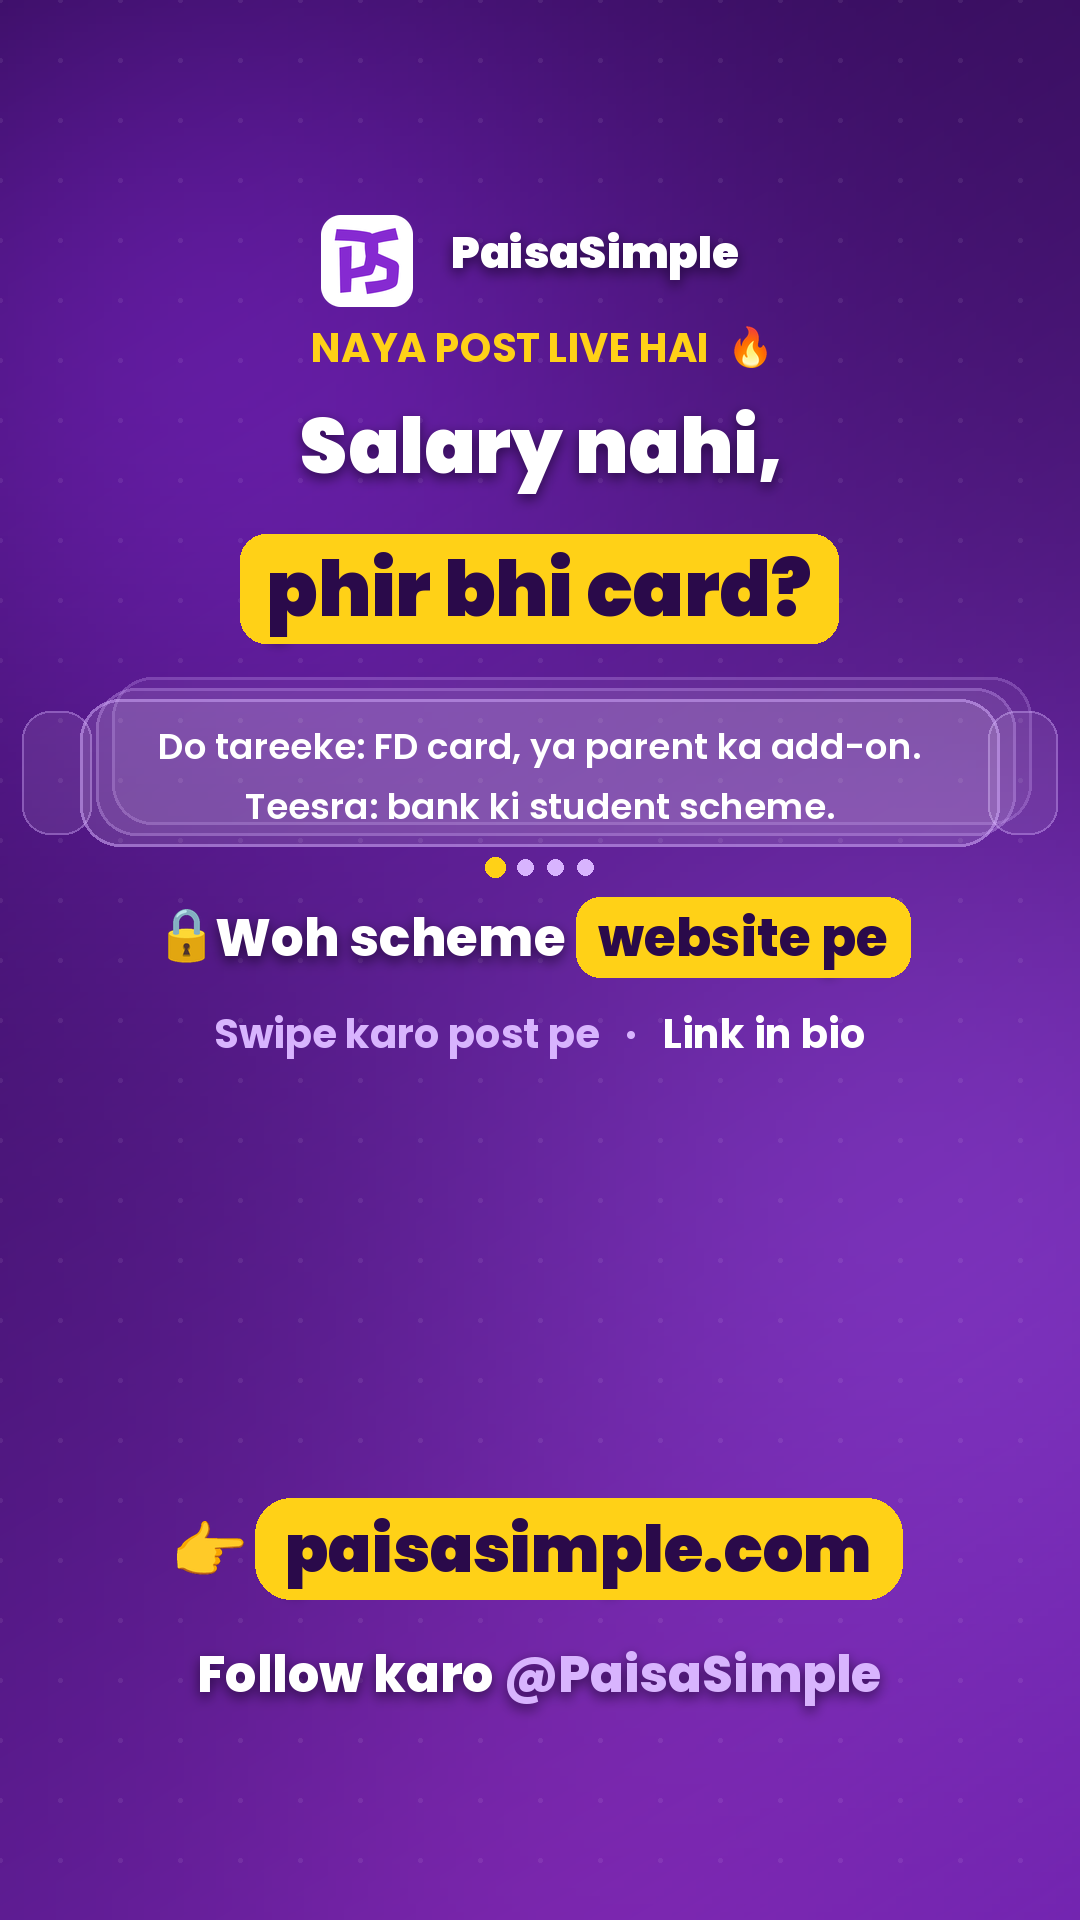 PS PaisaSimple
NAYA POST LIVE HAI 🔥
Salary nahi,
phir bhi card?
Do tareeke: FD card, ya parent ka add-on.
Teesra: bank ki student scheme.
🔒Woh scheme website pe
Swipe karo post pe • Link in bio
👉 paisasimple.com
Follow karo @PaisaSimple